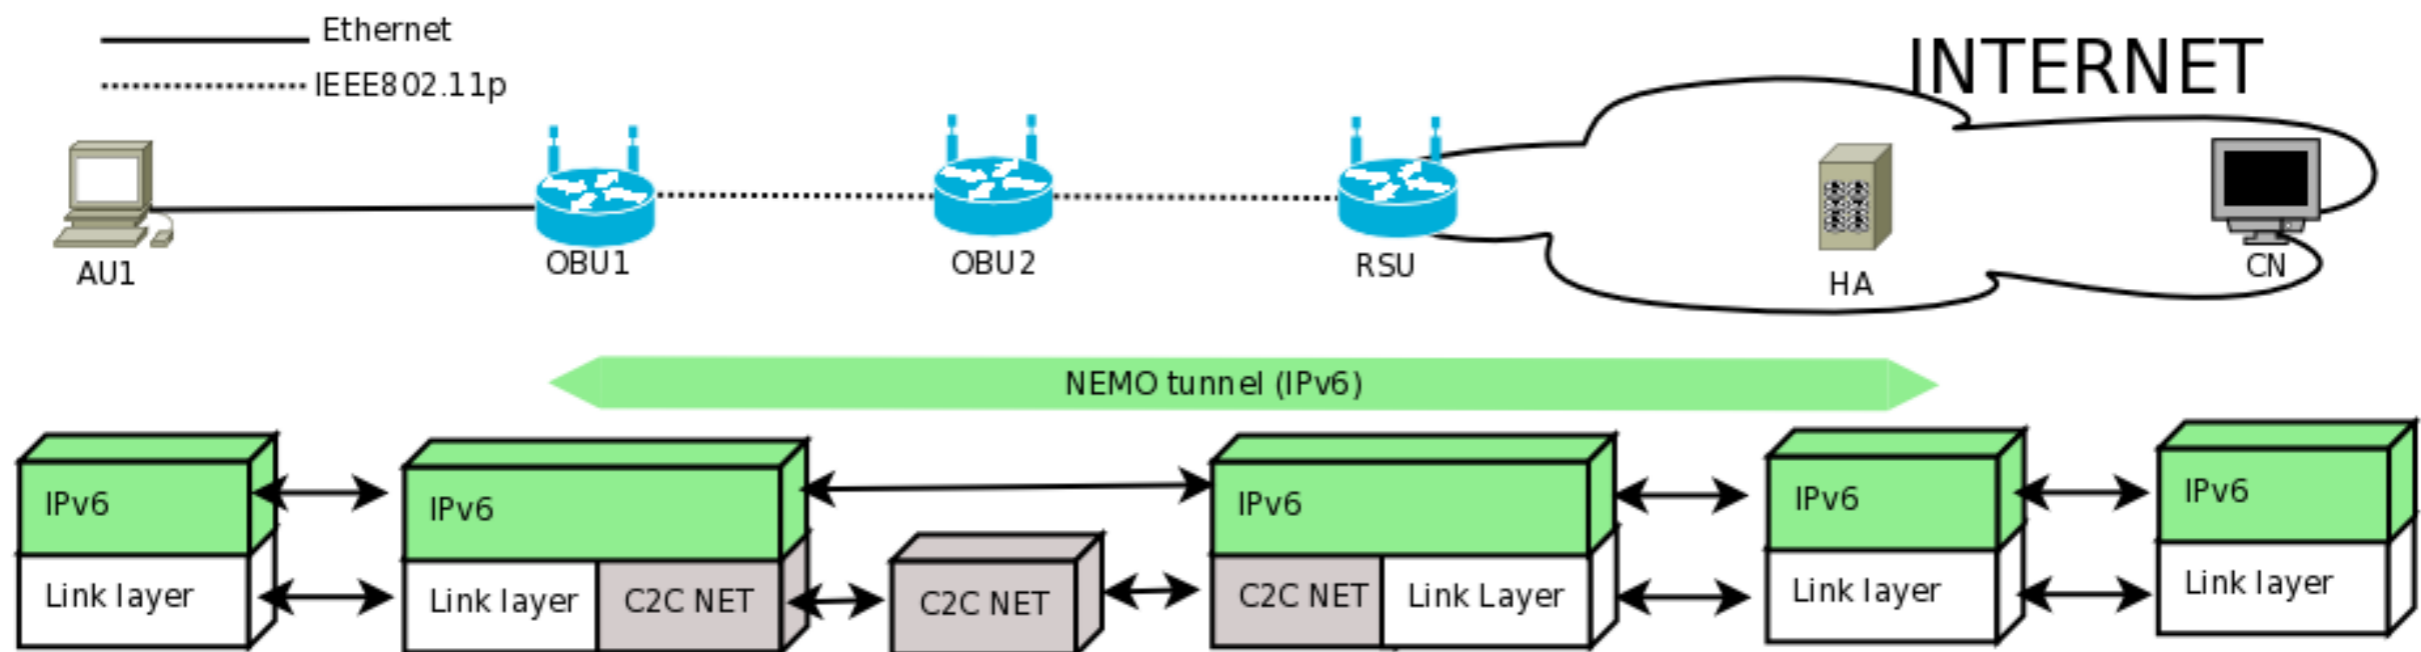 Ethernet
IEEE802.11p
INTERNET
AU1
OBU1
OBU2
RSU
HA
CN
NEMO tunnel (IPv6)
IPv6
IPv6
IPv6
IPv6
IPv6
Link layer
Link layer
C2C NET
C2C NET
C2C NET
Link Layer
Link layer
Link layer